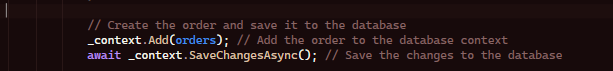 // Create the order and save it to the database
_context.Add(orders); // Add the order to the database context
await _context.SaveChangesAsync(); // Save the changes to the database